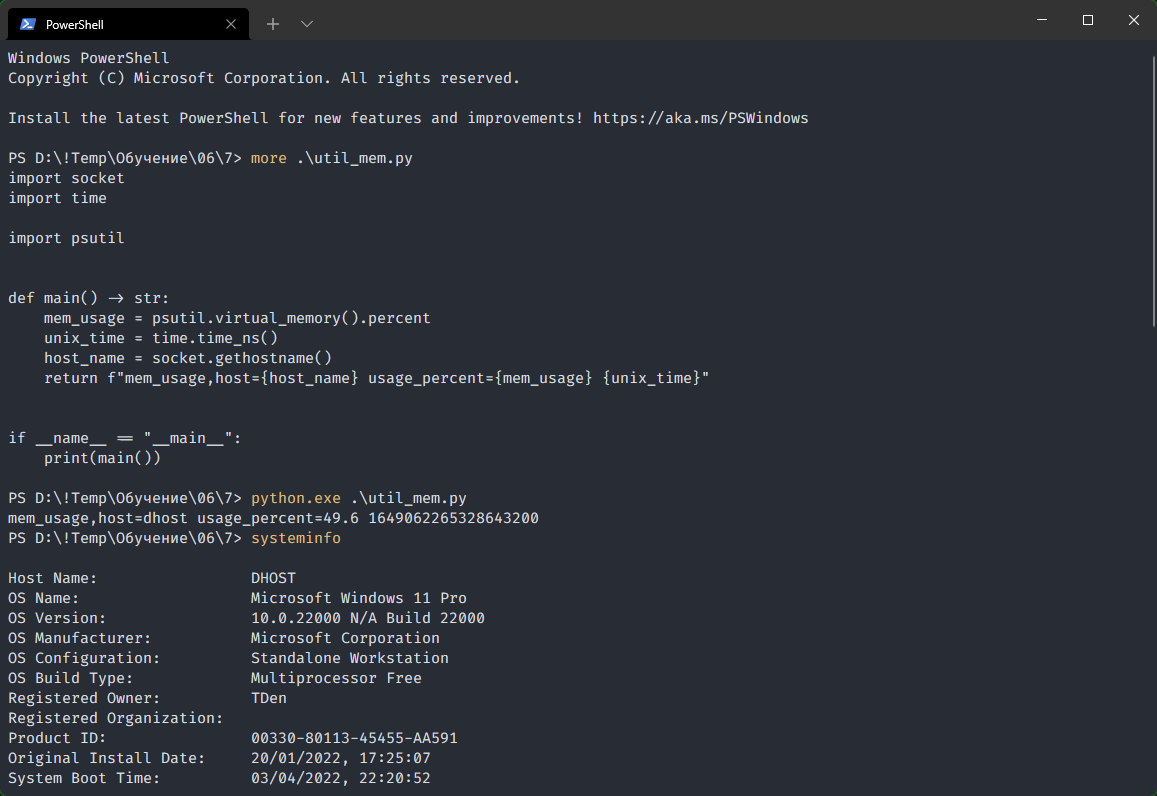 PowerShell
Windows PowerShell
Copyright (C) Microsoft Corporation. All rights reserved.
Install the latest PowerShell for new features and improvements! https://aka.ms/PSWindows
PS D:\!Temp\Обучение\06\7> more .\util_mem.py
import socket
import time
import psutil
def main() -> str:
    mem_usage = psutil.virtual_memory().percent
    unix_time = time.time_ns()
    host_name = socket.gethostname()
    return f"mem_usage,host={host_name} usage_percent={mem_usage} {unix_time}"
if __name__ == "__main__":
    print(main())
PS D:\!Temp\Обучение\06\7> python.exe .\util_mem.py
mem_usage,host=dhost usage_percent=49.6 1649062265328643200
PS D:\!Temp\Обучение\06\7> systeminfo
Host Name:                 DHOST
OS Name:                   Microsoft Windows 11 Pro
OS Version:                10.0.22000 N/A Build 22000
OS Manufacturer:           Microsoft Corporation
OS Configuration:          Standalone Workstation
OS Build Type:             Multiprocessor Free
Registered Owner:          TDen
Registered Organization:
Product ID:                00330-80113-45455-AA591
Original Install Date:     20/01/2022, 17:25:07
System Boot Time:          03/04/2022, 22:20:52